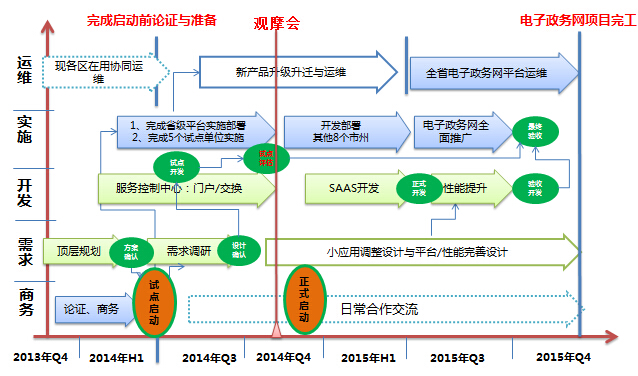 完成启动前论证与准备
观摩会
电子政务网项目完工
运维
现各区在用协同运
维
新产品升级升迁与运维
全省电子政务网平台运维
实施
1、完成省级平台实施部署
2、完成5个试点单位实施
开发部署
其他8个市州
电子政务网全
面推广
最终
验收
试点
开发
试点
评估
开发
服务控制中心:门户/交换
SAAS开发
正式
开发
性能提升
验收
开发
需求
顶层规划
方案
确认
需求调研
设计
确认
小应用调整设计与平台/性能完善设计
商务
论证、商务
试点启动
正式启动
日常合作交流
2013年Q4
2014年H1
2014年Q3
2014年Q4
2015年H1
2015年Q3
2015年Q4